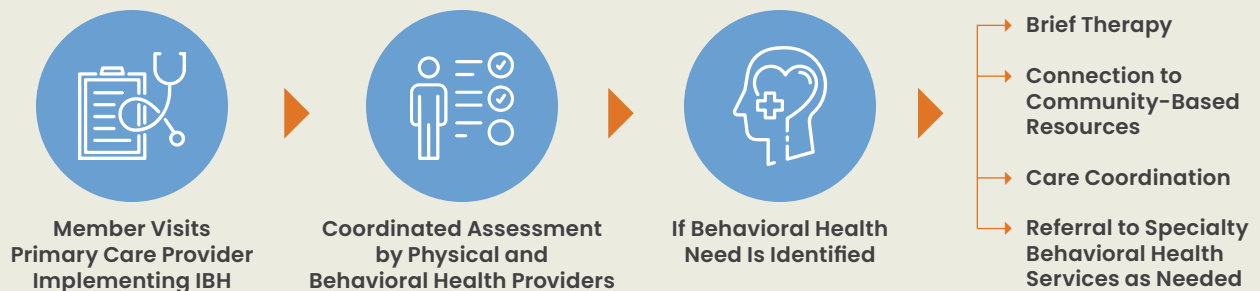 Member Visits
Primary Care Provider
Implementing IBH
Coordinated Assessment
by Physical and
Behavioral Health Providers
If Behavioral Health
Need Is Identified
Brief Therapy
Connection to
Community-Based
Resources
Care Coordination
Referral to Specialty
Behavioral Health
Services as Needed